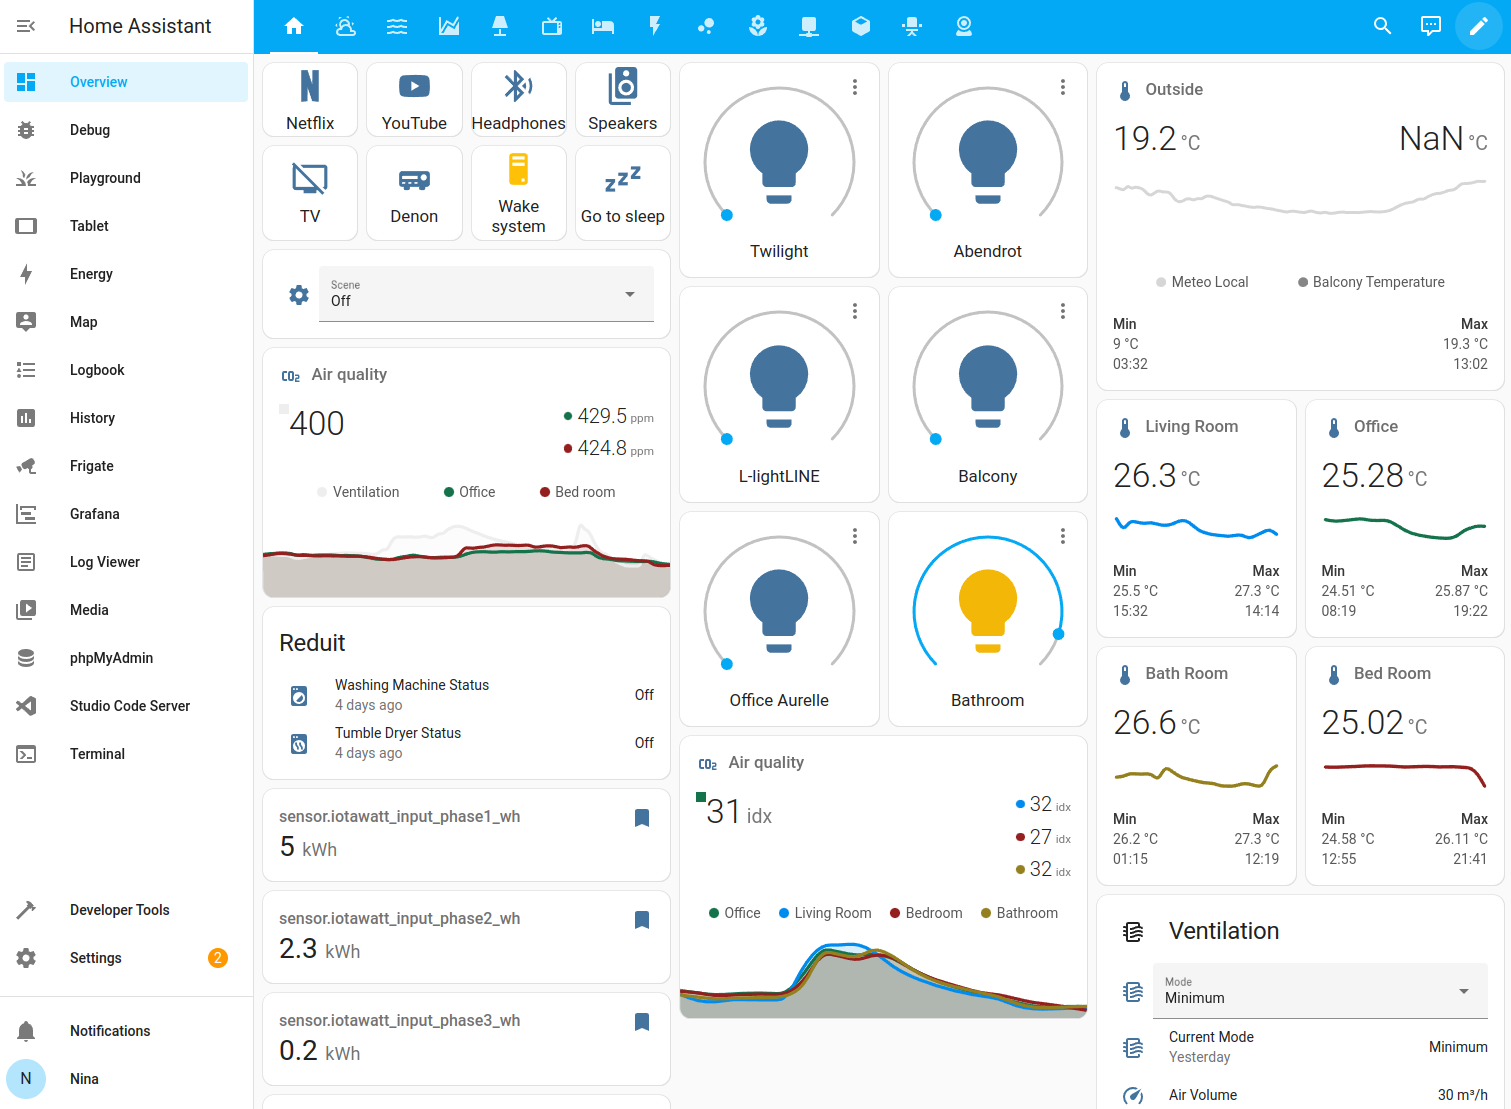 Home Assistant
Overview
Debug
Playground
Tablet
Energy
Map
Logbook
History
Frigate
Grafana
Log Viewer
Media
phpMyAdmin
Studio Code Server
Terminal
Developer Tools
Settings 2
Notifications
N Nina
Netflix YouTube Headphones Speakers
TV Denon Wake system Go to sleep
Scene
Off
CO2 Air quality
400
429.5 ppm
424.8 ppm
Ventilation Office Bed room
Reduit
Washing Machine Status
4 days ago
Off
Tumble Dryer Status
4 days ago
Off
sensor.iotawatt_input_phase1_wh
5 kWh
sensor.iotawatt_input_phase2_wh
2.3 kWh
sensor.iotawatt_input_phase3_wh
0.2 kWh
Twilight
Abendrot
L-lightLINE
Balcony
Office Aurelle
Bathroom
CO2 Air quality
31 idx
32 idx
27 idx
32 idx
Office Living Room Bedroom Bathroom
Outside
19.2 °C NaN °C
Meteo Local Balcony Temperature
Min Max
9 °C 19.3 °C
03:32 13:02
Living Room
26.3 °C
Min Max
25.5 °C 27.3 °C
15:32 14:14
Office
25.28 °C
Min Max
24.51 °C 25.87 °C
08:19 19:22
Bath Room
26.6 °C
Min Max
26.2 °C 27.3 °C
01:15 12:19
Bed Room
25.02 °C
Min Max
24.58 °C 26.11 °C
12:55 21:41
Ventilation
Mode
Minimum
Current Mode
Yesterday
Minimum
Air Volume 30 m³/h